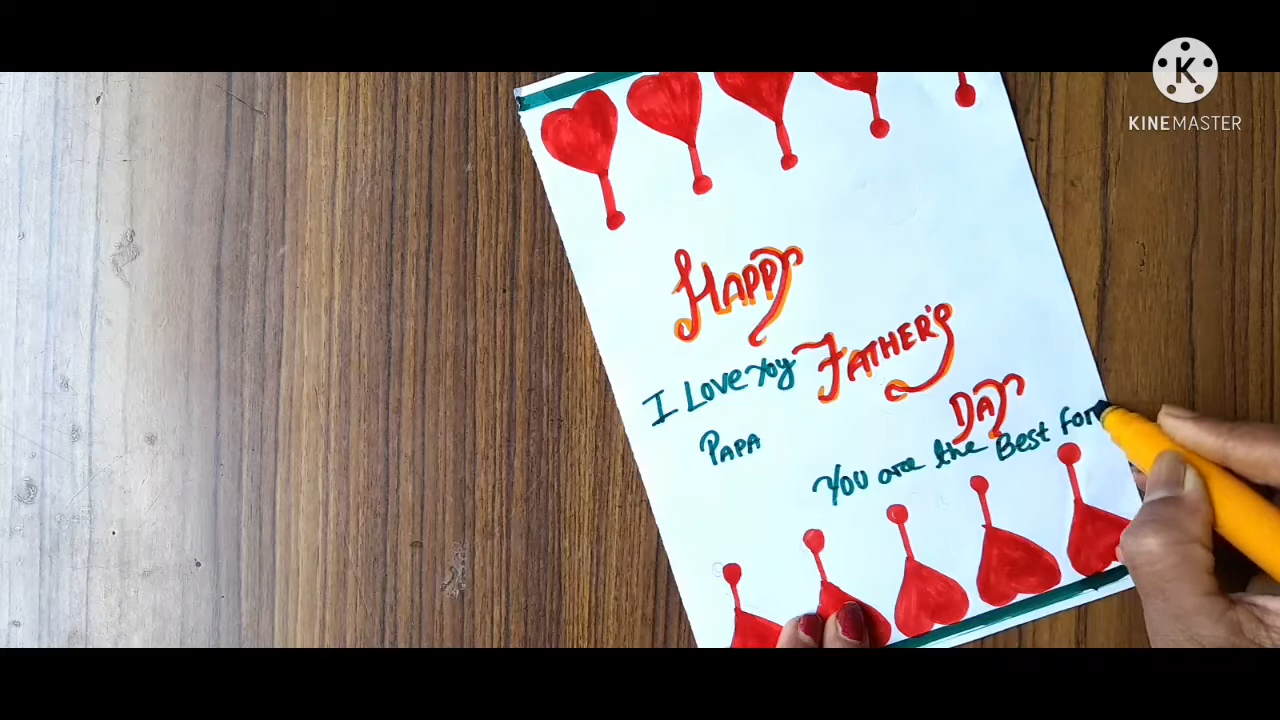 KINEMASTER
HAPPY
FATHER'S
DAY
I Love you
PAPA
You are the Best for